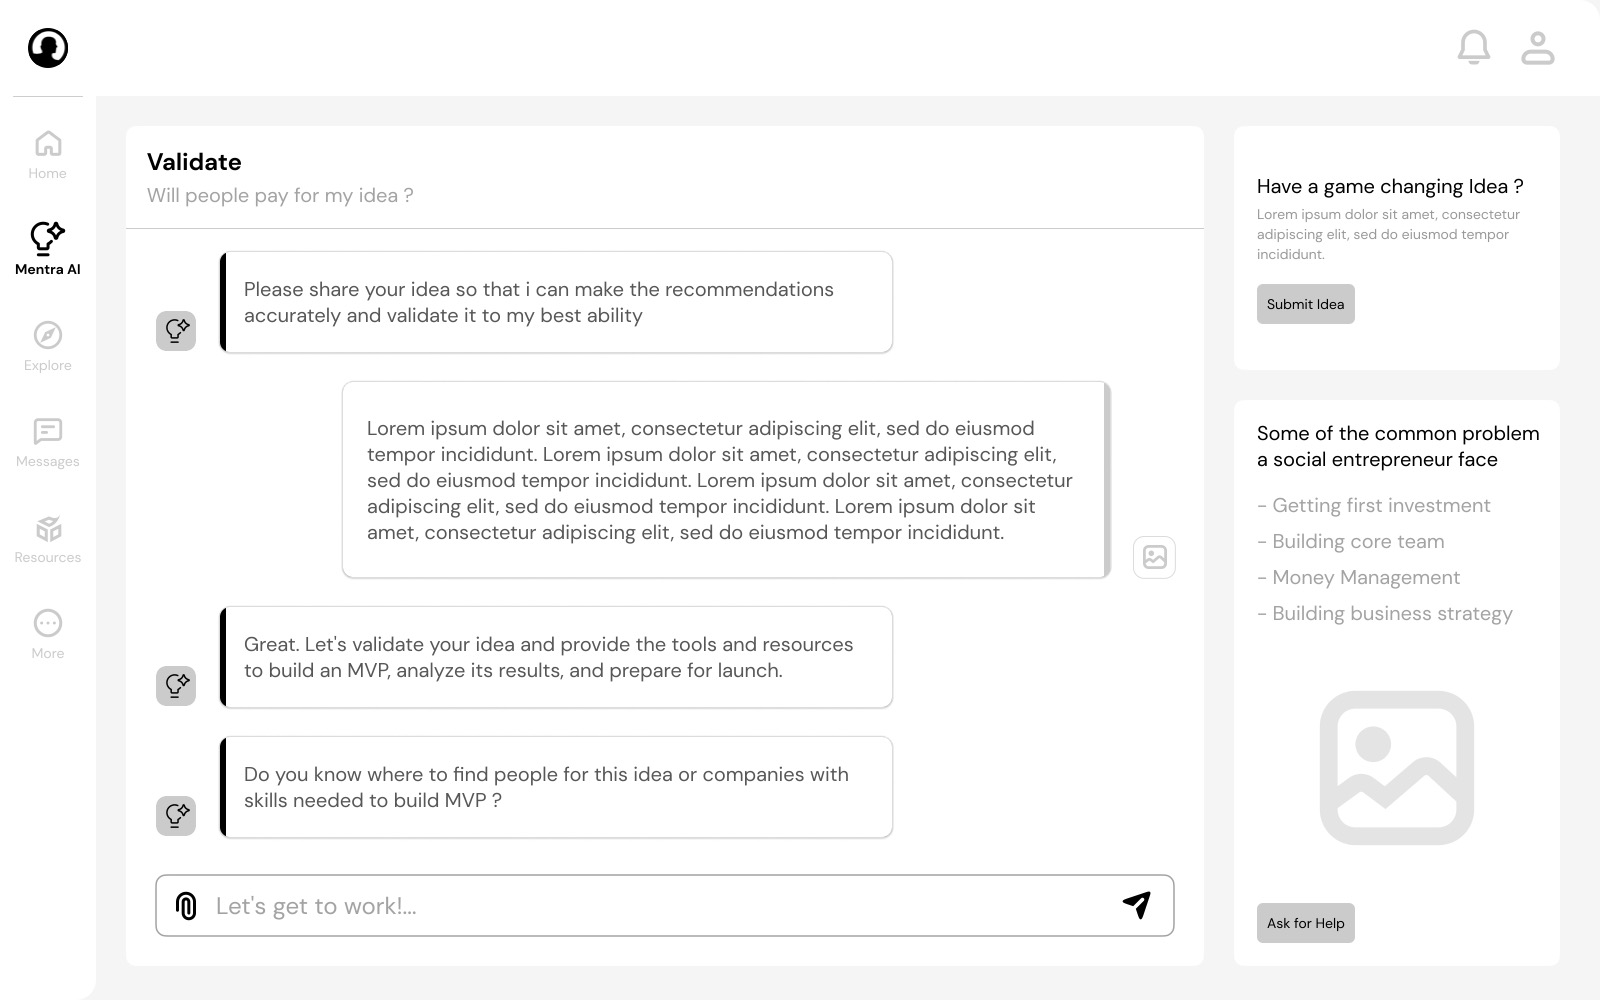 Home
Mentra AI
Explore
Messages
Resources
More
Validate
Will people pay for my idea ?
Please share your idea so that i can make the recommendations
accurately and validate it to my best ability
Lorem ipsum dolor sit amet, consectetur adipiscing elit, sed do eiusmod
tempor incididunt. Lorem ipsum dolor sit amet, consectetur adipiscing elit,
sed do eiusmod tempor incididunt. Lorem ipsum dolor sit amet, consectetur
adipiscing elit, sed do eiusmod tempor incididunt. Lorem ipsum dolor sit
amet, consectetur adipiscing elit, sed do eiusmod tempor incididunt.
Great. Let's validate your idea and provide the tools and resources
to build an MVP, analyze its results, and prepare for launch.
Do you know where to find people for this idea or companies with
skills needed to build MVP ?
Let's get to work!...
Have a game changing Idea ?
Lorem ipsum dolor sit amet, consectetur
adipiscing elit, sed do eiusmod tempor
incididunt.
Submit Idea
Some of the common problem
a social entrepreneur face
- Getting first investment
- Building core team
- Money Management
- Building business strategy
Ask for Help